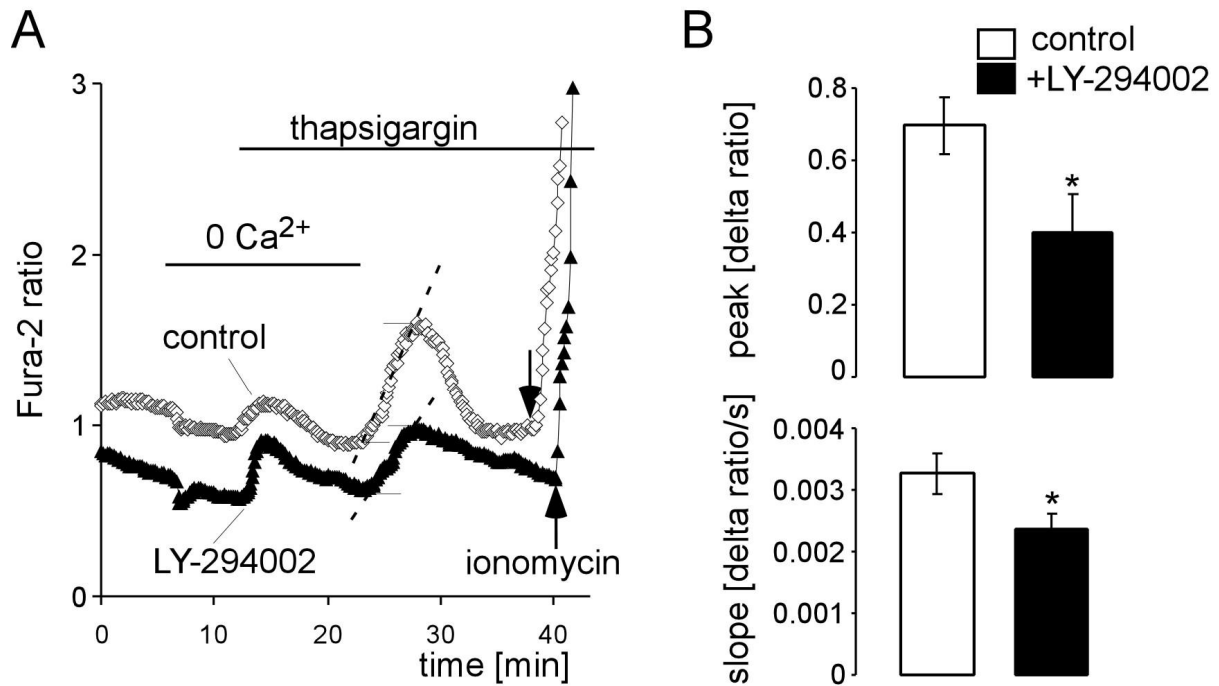 A
Fura-2 ratio
3
2
1
0
thapsigargin
0 Ca²⁺
control
LY-294002
ionomycin
0 10 20 30 40
time [min]
B
control
+LY-294002
peak [delta ratio]
0.8
0.6
0.4
0.2
0
*
slope [delta ratio/s]
0.004
0.003
0.002
0.001
0
*